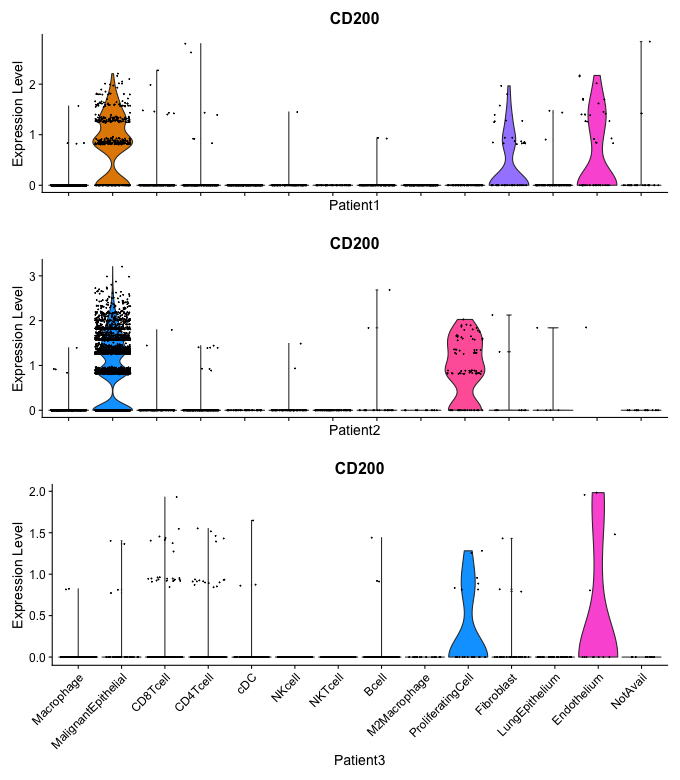 CD200
Expression Level
2
1
0
Patient1
CD200
Expression Level
3
2
1
0
Patient2
CD200
Expression Level
2.0
1.5
1.0
0.5
0.0
Macrophage
MalignantEpithelial
CD8Tcell
CD4Tcell
cDC
NKcell
NKTcell
Bcell
M2Macrophage
ProliferatingCell
Fibroblast
LungEpithelium
Endothelium
NotAvail
Patient3